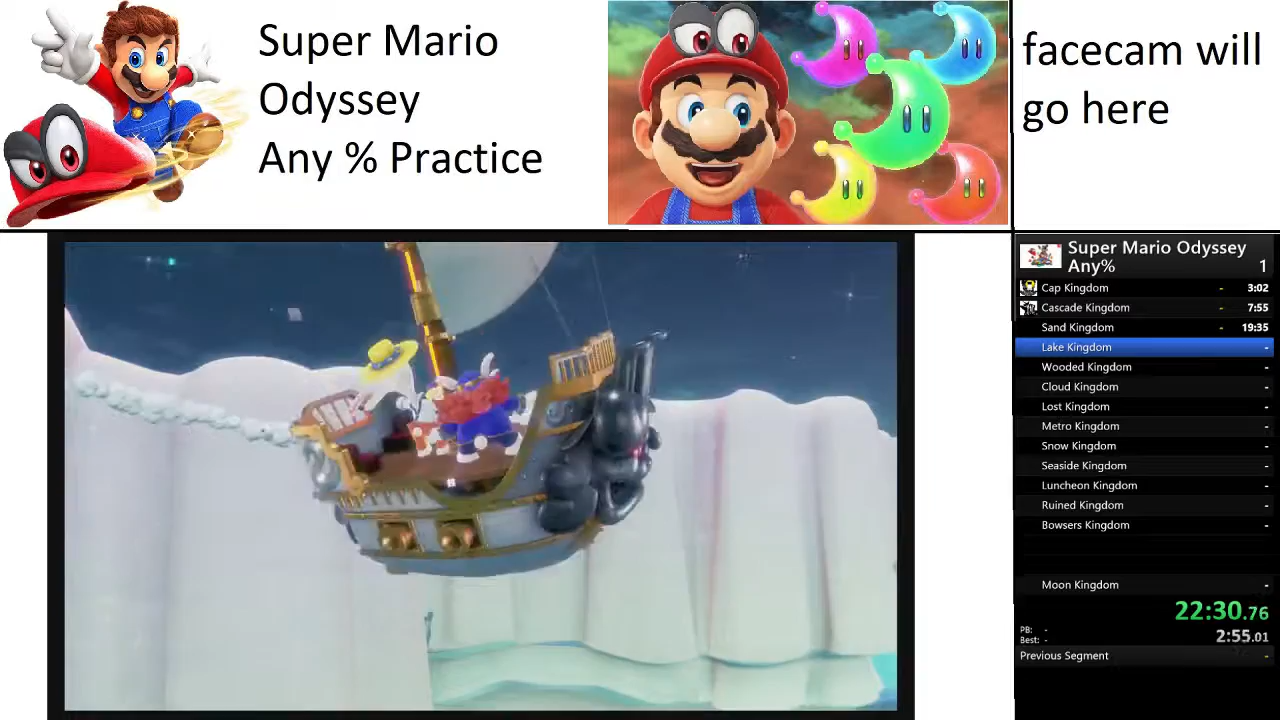 Super Mario
Odyssey
Any % Practice
facecam will
go here
Super Mario Odyssey
Any% 1
Cap Kingdom - 3:02
Cascade Kingdom - 7:55
Sand Kingdom - 19:35
Lake Kingdom -
Wooded Kingdom -
Cloud Kingdom -
Lost Kingdom -
Metro Kingdom -
Snow Kingdom -
Seaside Kingdom -
Luncheon Kingdom -
Ruined Kingdom -
Bowsers Kingdom -
Moon Kingdom -
22:30.76
PB: -
Best: - 2:55.01
Previous Segment -